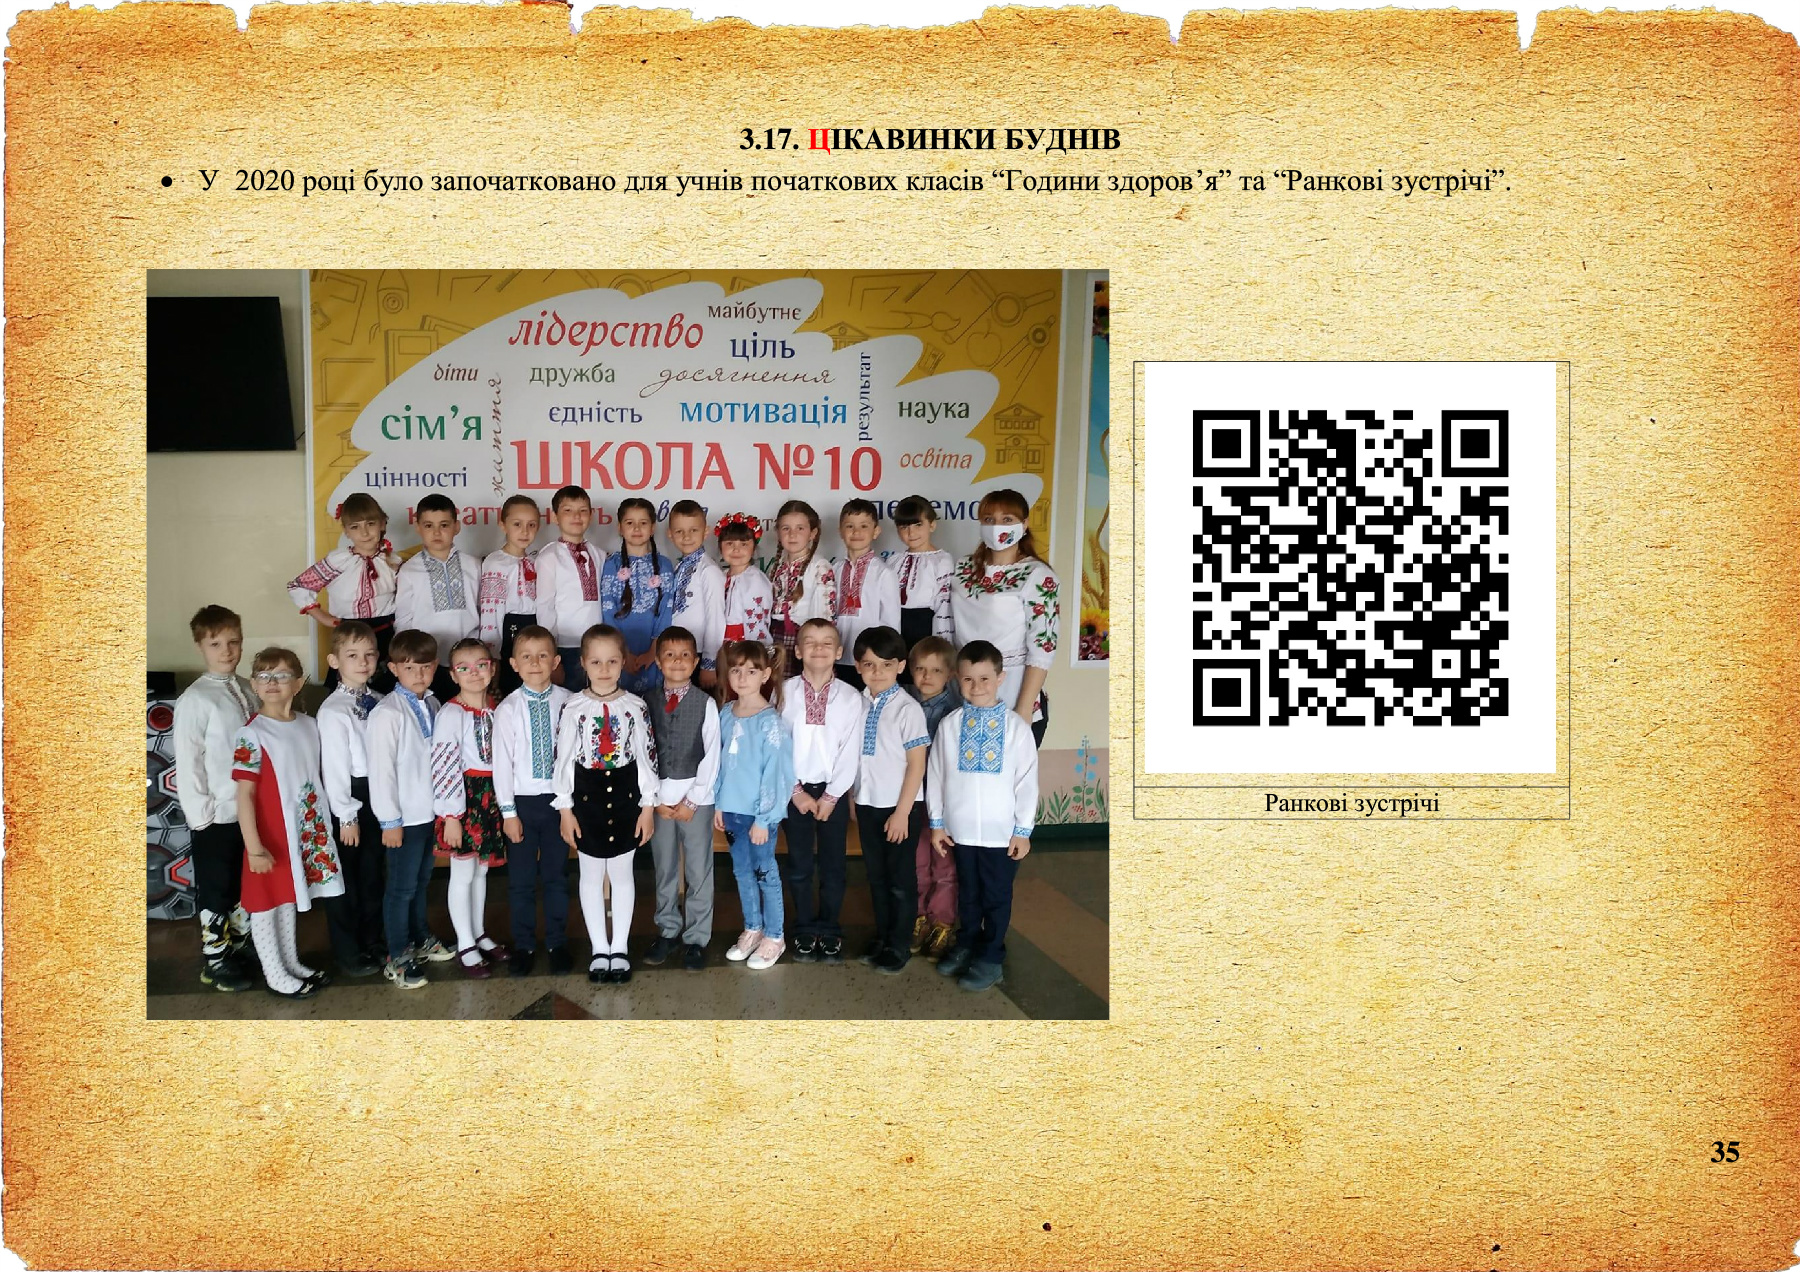 3.17. ЦІКАВИНКИ БУДНІВ
• У 2020 році було започатковано для учнів початкових класів “Години здоров’я” та “Ранкові зустрічі”.
майбутнє
лідерство
ціль
діти
дружба
досягнення
результат
життя
сім’я
єдність
мотивація
наука
ШКОЛА №10
освіта
цінності
Ранкові зустрічі
35